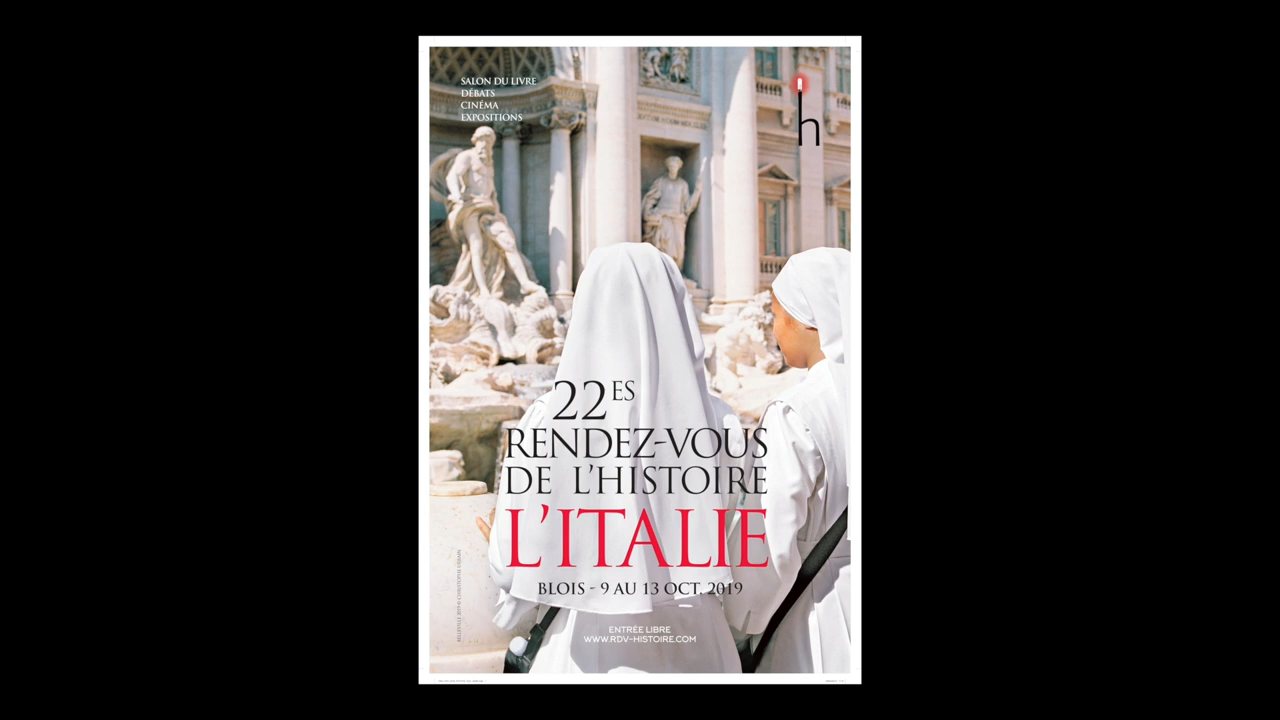 SALON DU LIVRE
DÉBATS
CINÉMA
EXPOSITIONS
h
22ES
RENDEZ-VOUS
DE L'HISTOIRE
L'ITALIE
BLOIS - 9 AU 13 OCT. 2019
ENTRÉE LIBRE
WWW.RDV-HISTOIRE.COM